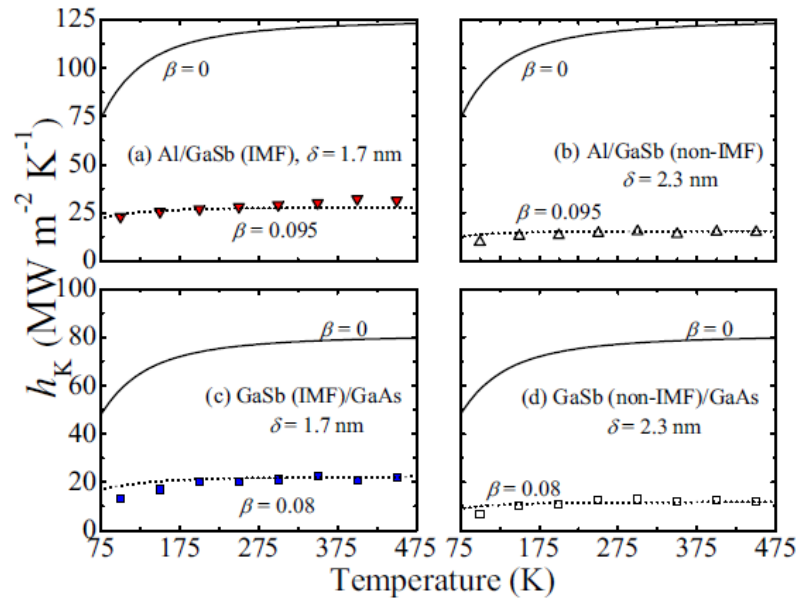 h_K (MW m^-2 K^-1)
125
100
75
50
25
0
β = 0
(a) Al/GaSb (IMF), δ = 1.7 nm
β = 0.095
β = 0
(b) Al/GaSb (non-IMF)
δ = 2.3 nm
β = 0.095
100
80
60
40
20
0
β = 0
(c) GaSb (IMF)/GaAs
δ = 1.7 nm
β = 0.08
β = 0
(d) GaSb (non-IMF)/GaAs
δ = 2.3 nm
β = 0.08
75 175 275 375 475 75 175 275 375 475
Temperature (K)